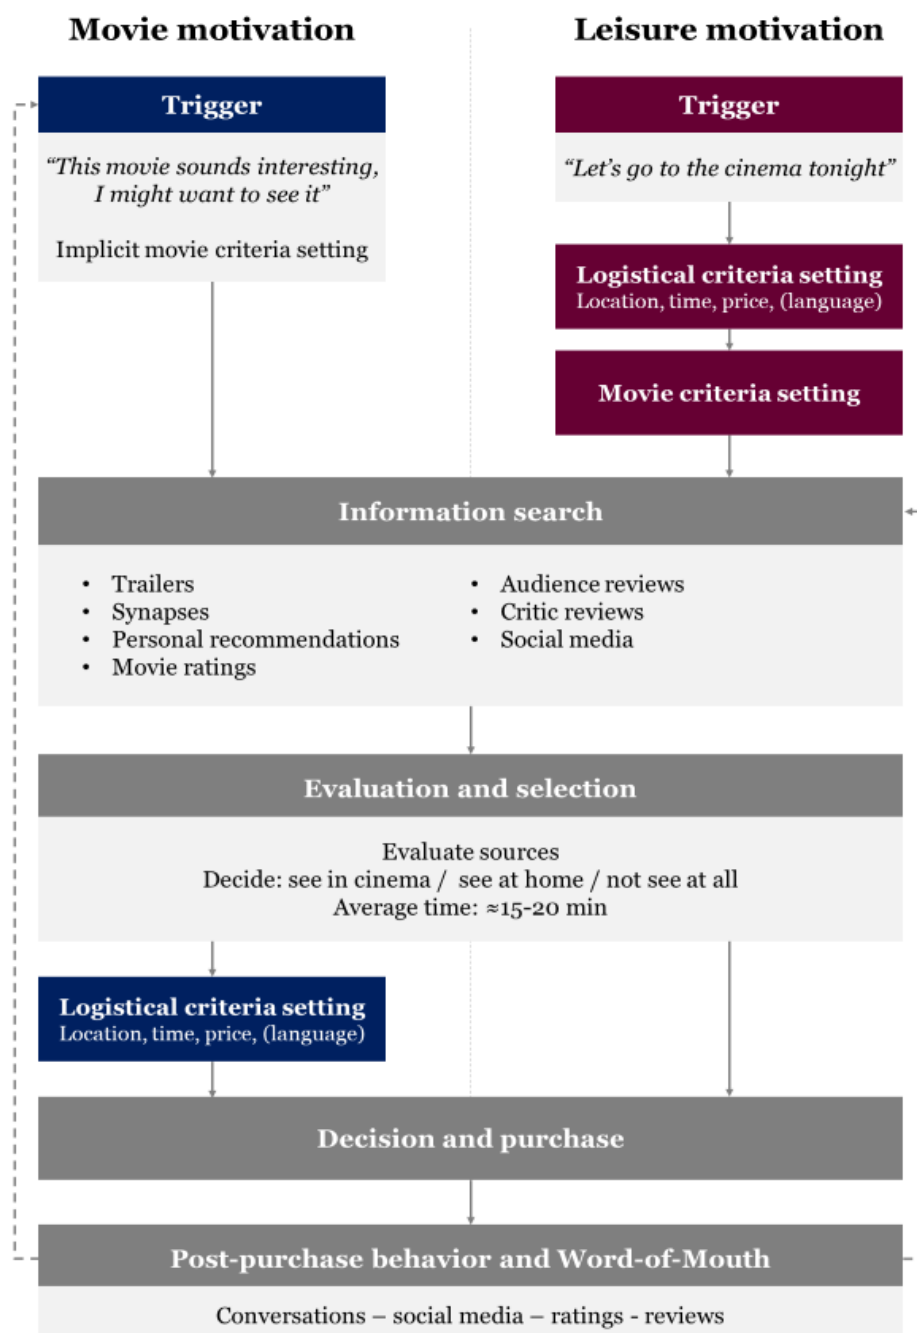 Movie motivation
Leisure motivation
Trigger
“This movie sounds interesting,
I might want to see it”
Implicit movie criteria setting
Trigger
“Let’s go to the cinema tonight”
Logistical criteria setting
Location, time, price, (language)
Movie criteria setting
Information search
• Trailers
• Synapses
• Personal recommendations
• Movie ratings
• Audience reviews
• Critic reviews
• Social media
Evaluation and selection
Evaluate sources
Decide: see in cinema / see at home / not see at all
Average time: ≈15-20 min
Logistical criteria setting
Location, time, price, (language)
Decision and purchase
Post-purchase behavior and Word-of-Mouth
Conversations – social media – ratings - reviews